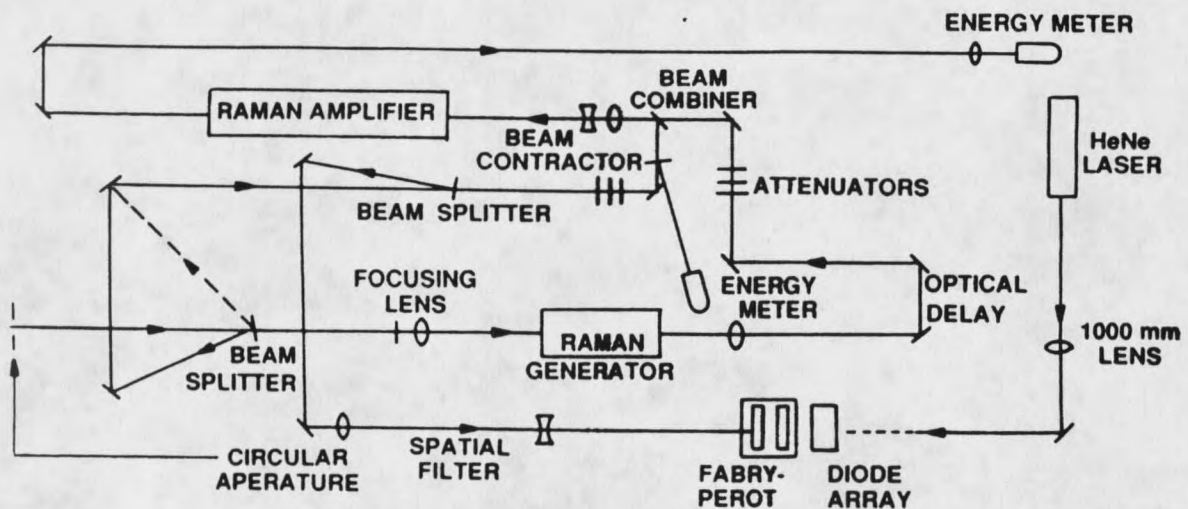 ENERGY METER
RAMAN AMPLIFIER
BEAM
COMBINER
BEAM
CONTRACTOR
HeNe
LASER
ATTENUATORS
BEAM SPLITTER
FOCUSING
LENS
ENERGY
METER
OPTICAL
DELAY
BEAM
SPLITTER
RAMAN
GENERATOR
1000 mm
LENS
CIRCULAR
APERATURE
SPATIAL
FILTER
FABRY-
PEROT
DIODE
ARRAY